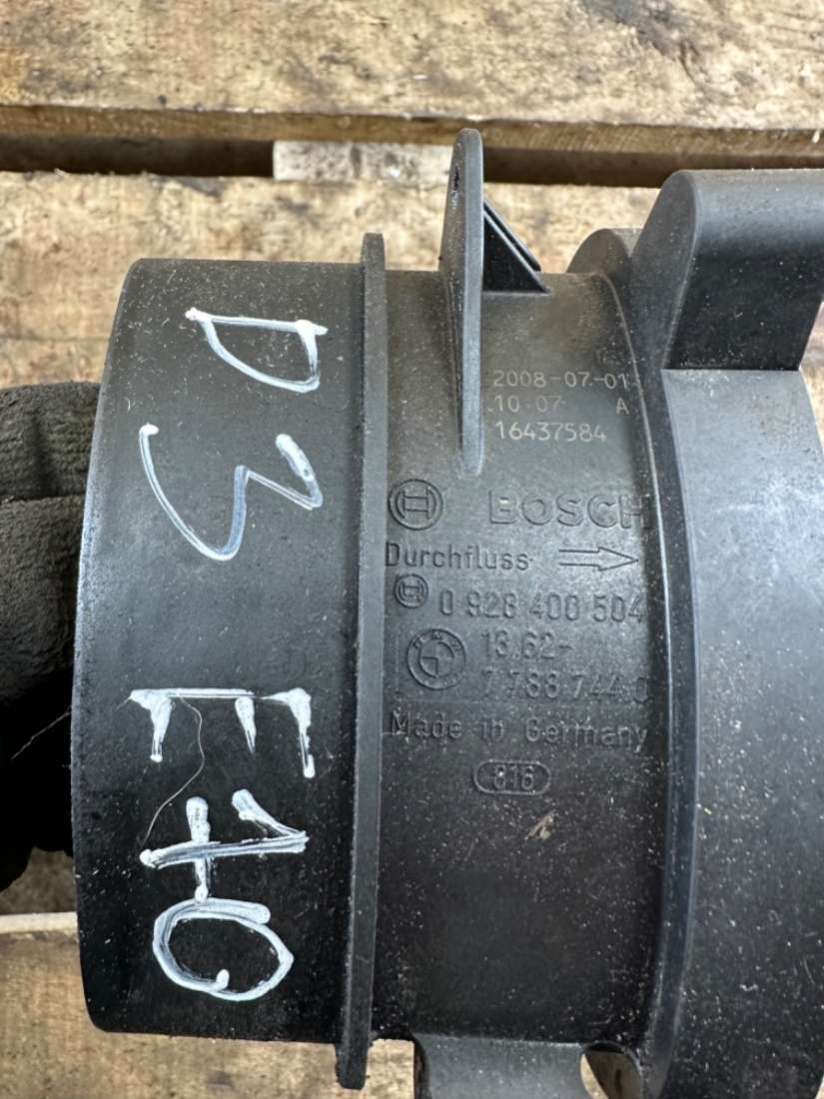 D3
E70
2008-07-01
10:07 A
16437584
BOSCH
Durchfluss
0 928 400 504
13.62-
7 788 744.0
Made in Germany
816